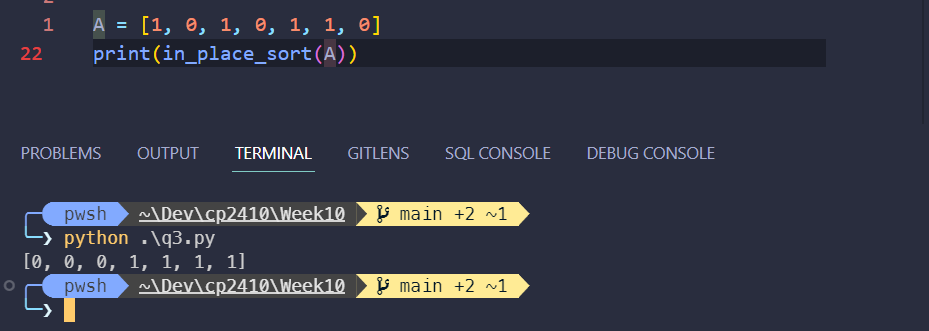 2
1 A = [1, 0, 1, 0, 1, 1, 0]
22 print(in_place_sort(A))
PROBLEMS OUTPUT TERMINAL GITLENS SQL CONSOLE DEBUG CONSOLE
pwsh ~\Dev\cp2410\Week10 main +2 ~1
❯ python .\q3.py
[0, 0, 0, 1, 1, 1, 1]
pwsh ~\Dev\cp2410\Week10 main +2 ~1
❯